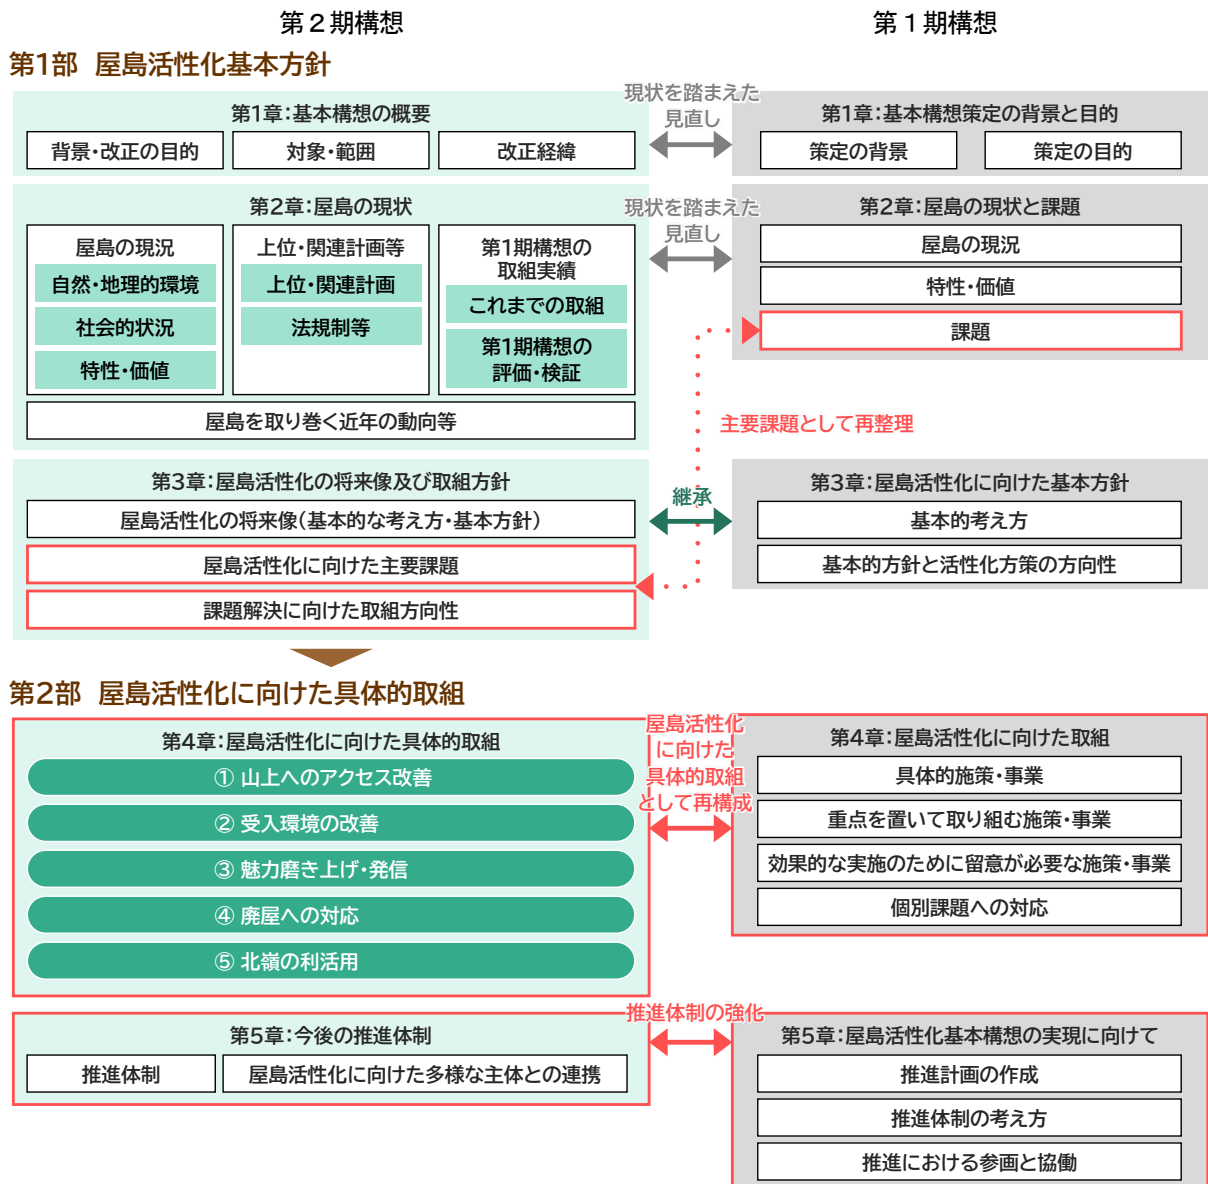 第２期構想
第１期構想
第1部 屋島活性化基本方針
第1章：基本構想の概要
背景・改正の目的
対象・範囲
改正経緯
現状を踏まえた
見直し
第1章：基本構想策定の背景と目的
策定の背景
策定の目的
第2章：屋島の現状
屋島の現況
自然・地理的環境
社会的状況
特性・価値
上位・関連計画等
上位・関連計画
法規制等
第1期構想の
取組実績
これまでの取組
第1期構想の
評価・検証
屋島を取り巻く近年の動向等
現状を踏まえた
見直し
第2章：屋島の現状と課題
屋島の現況
特性・価値
課題
主要課題として再整理
第3章：屋島活性化の将来像及び取組方針
屋島活性化の将来像（基本的な考え方・基本方針）
屋島活性化に向けた主要課題
課題解決に向けた取組方向性
継承
第3章：屋島活性化に向けた基本方針
基本的考え方
基本的方針と活性化方策の方向性
第2部 屋島活性化に向けた具体的取組
第4章：屋島活性化に向けた具体的取組
① 山上へのアクセス改善
② 受入環境の改善
③ 魅力磨き上げ・発信
④ 廃屋への対応
⑤ 北嶺の利活用
屋島活性化
に向けた
具体的取組
として再構成
第4章：屋島活性化に向けた取組
具体的施策・事業
重点を置いて取り組む施策・事業
効果的な実施のために留意が必要な施策・事業
個別課題への対応
第5章：今後の推進体制
推進体制
屋島活性化に向けた多様な主体との連携
推進体制の強化
第5章：屋島活性化基本構想の実現に向けて
推進計画の作成
推進体制の考え方
推進における参画と協働